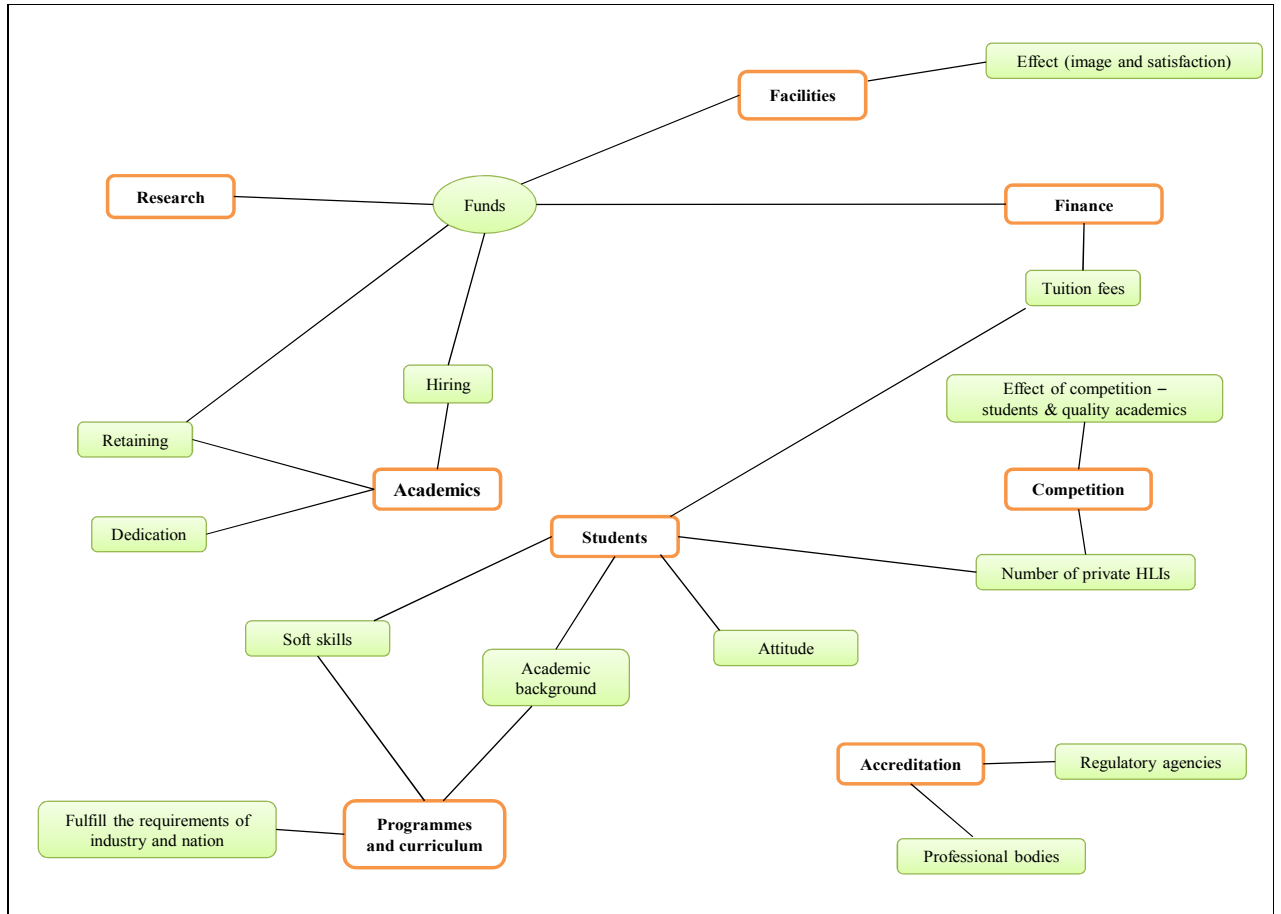 Effect (image and satisfaction)
Facilities
Research
Funds
Finance
Tuition fees
Hiring
Effect of competition –
students & quality academics
Retaining
Academics
Competition
Dedication
Students
Number of private HLIs
Soft skills
Attitude
Academic
background
Accreditation
Regulatory agencies
Fulfill the requirements of
industry and nation
Programmes
and curriculum
Professional bodies